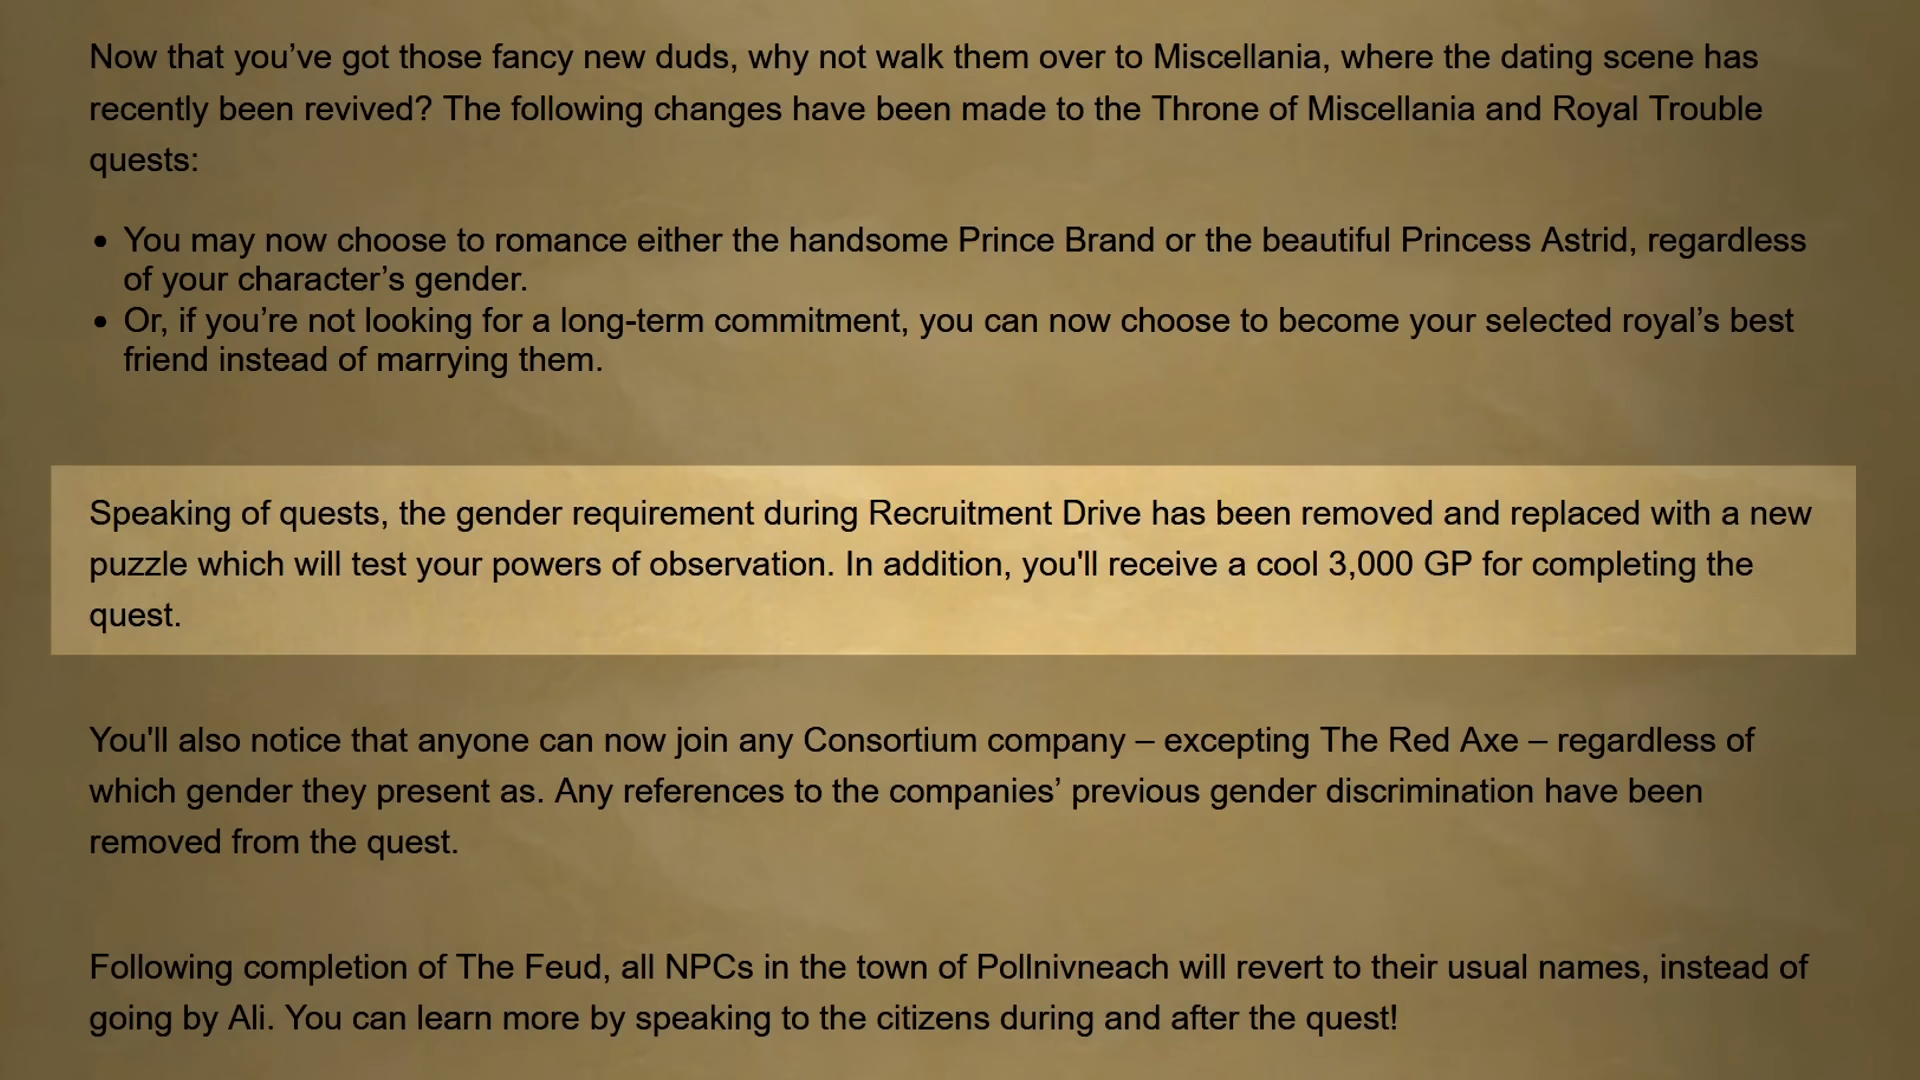 Now that you’ve got those fancy new duds, why not walk them over to Miscellania, where the dating scene has
recently been revived? The following changes have been made to the Throne of Miscellania and Royal Trouble
quests:
• You may now choose to romance either the handsome Prince Brand or the beautiful Princess Astrid, regardless
of your character’s gender.
• Or, if you’re not looking for a long-term commitment, you can now choose to become your selected royal’s best
friend instead of marrying them.
Speaking of quests, the gender requirement during Recruitment Drive has been removed and replaced with a new
puzzle which will test your powers of observation. In addition, you'll receive a cool 3,000 GP for completing the
quest.
You'll also notice that anyone can now join any Consortium company – excepting The Red Axe – regardless of
which gender they present as. Any references to the companies’ previous gender discrimination have been
removed from the quest.
Following completion of The Feud, all NPCs in the town of Pollnivneach will revert to their usual names, instead of
going by Ali. You can learn more by speaking to the citizens during and after the quest!